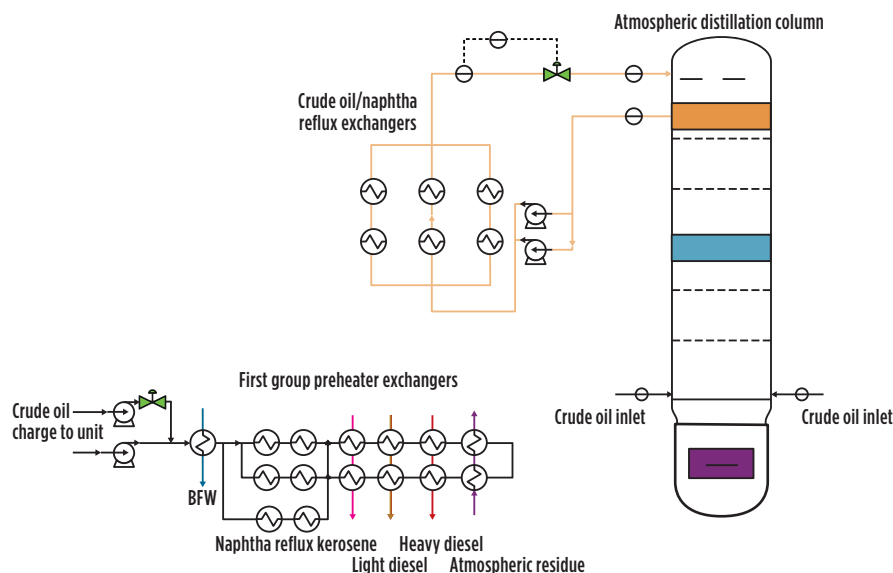 Atmospheric distillation column
Crude oil/naphtha
reflux exchangers
First group preheater exchangers
Crude oil
charge to unit
Crude oil inlet
Crude oil inlet
BFW
Naphtha reflux kerosene
Heavy diesel
Light diesel
Atmospheric residue